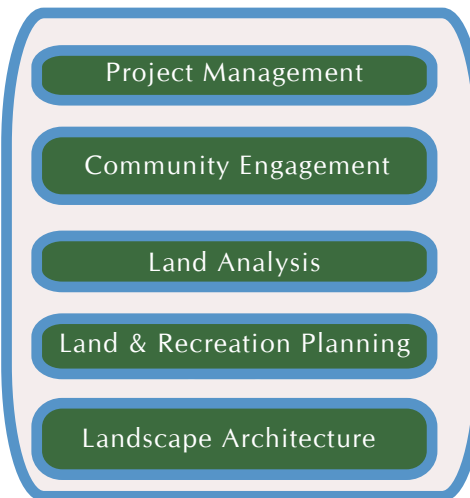 Project Management
Community Engagement
Land Analysis
Land & Recreation Planning
Landscape Architecture